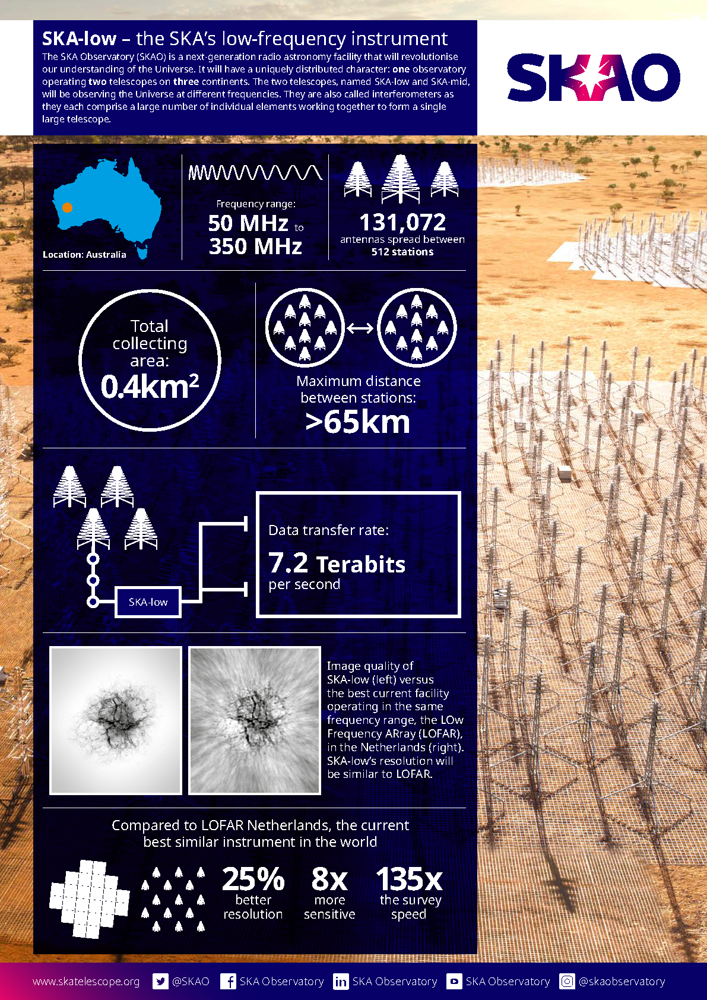 SKA-low – the SKA's low-frequency instrument
The SKA Observatory (SKAO) is a next-generation radio astronomy facility that will revolutionise
our understanding of the Universe. It will have a uniquely distributed character: one observatory
operating two telescopes on three continents. The two telescopes, named SKA-low and SKA-mid,
will be observing the Universe at different frequencies. They are also called interferometers as
they each comprise a large number of individual elements working together to form a single
large telescope.
SKAO
Location: Australia
Frequency range:
50 MHz to
350 MHz
131,072
antennas spread between
512 stations
Total
collecting
area:
0.4km²
Maximum distance
between stations:
>65km
SKA-low
Data transfer rate:
7.2 Terabits
per second
Image quality of
SKA-low (left) versus
the best current facility
operating in the same
frequency range, the LOw
Frequency ARray (LOFAR),
in the Netherlands (right).
SKA-low's resolution will
be similar to LOFAR.
Compared to LOFAR Netherlands, the current
best similar instrument in the world
25%
better
resolution
8x
more
sensitive
135x
the survey
speed
www.skatelescope.org @SKAO SKA Observatory SKA Observatory SKA Observatory @skaobservatory